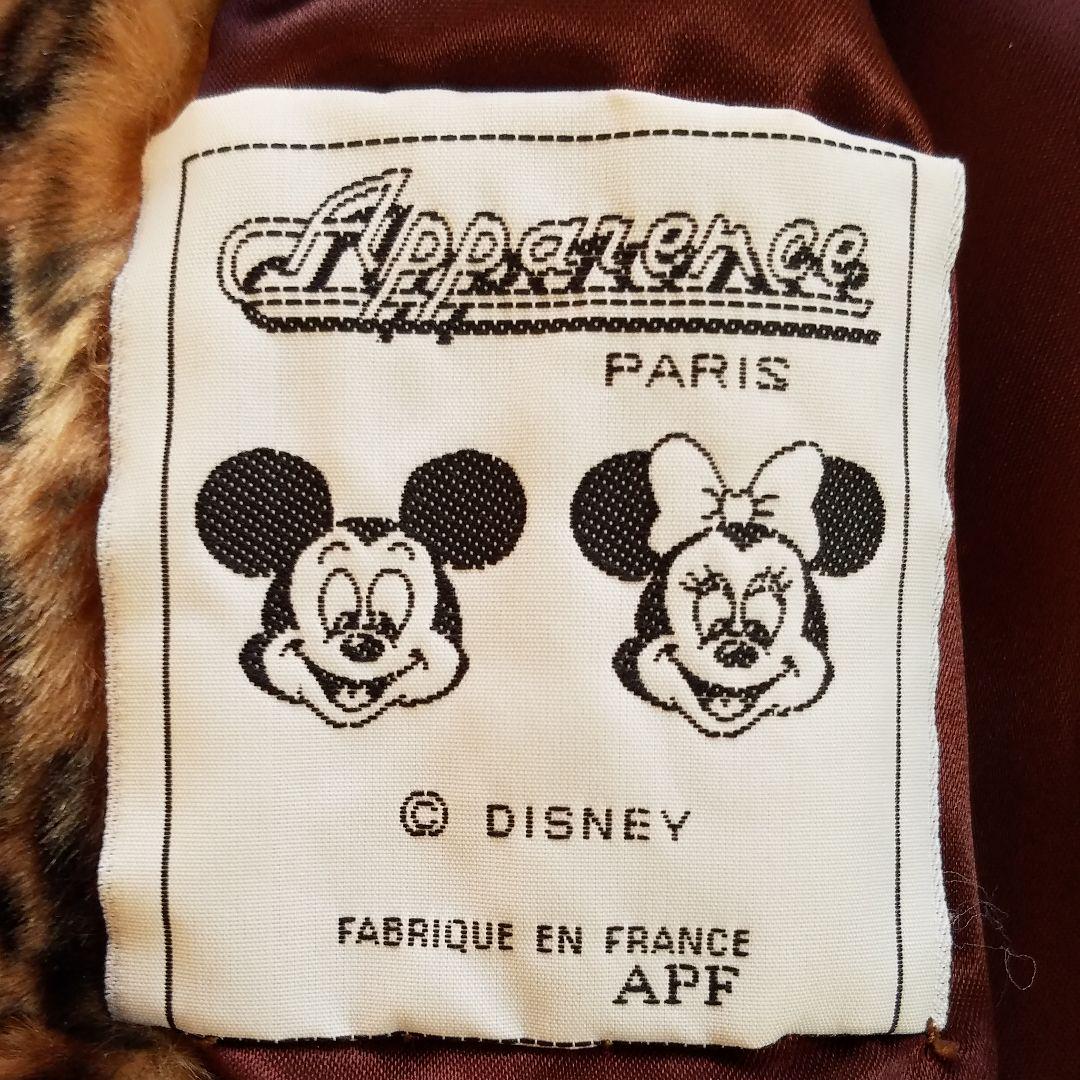 Apparence
PARIS
© DISNEY
FABRIQUE EN FRANCE
APF